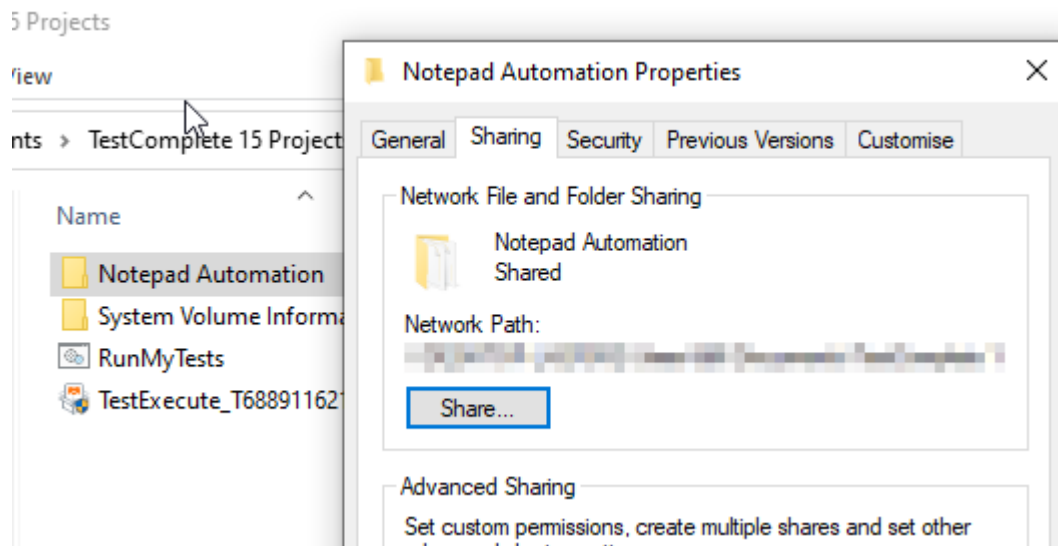 5 Projects
View
Notepad Automation Properties
nts > TestComplete 15 Project
General Sharing Security Previous Versions Customise
Name
Notepad Automation
System Volume Informa
RunMyTests
TestExecute_T68891162
Network File and Folder Sharing
Notepad Automation
Shared
Network Path:
Share...
Advanced Sharing
Set custom permissions, create multiple shares and set other